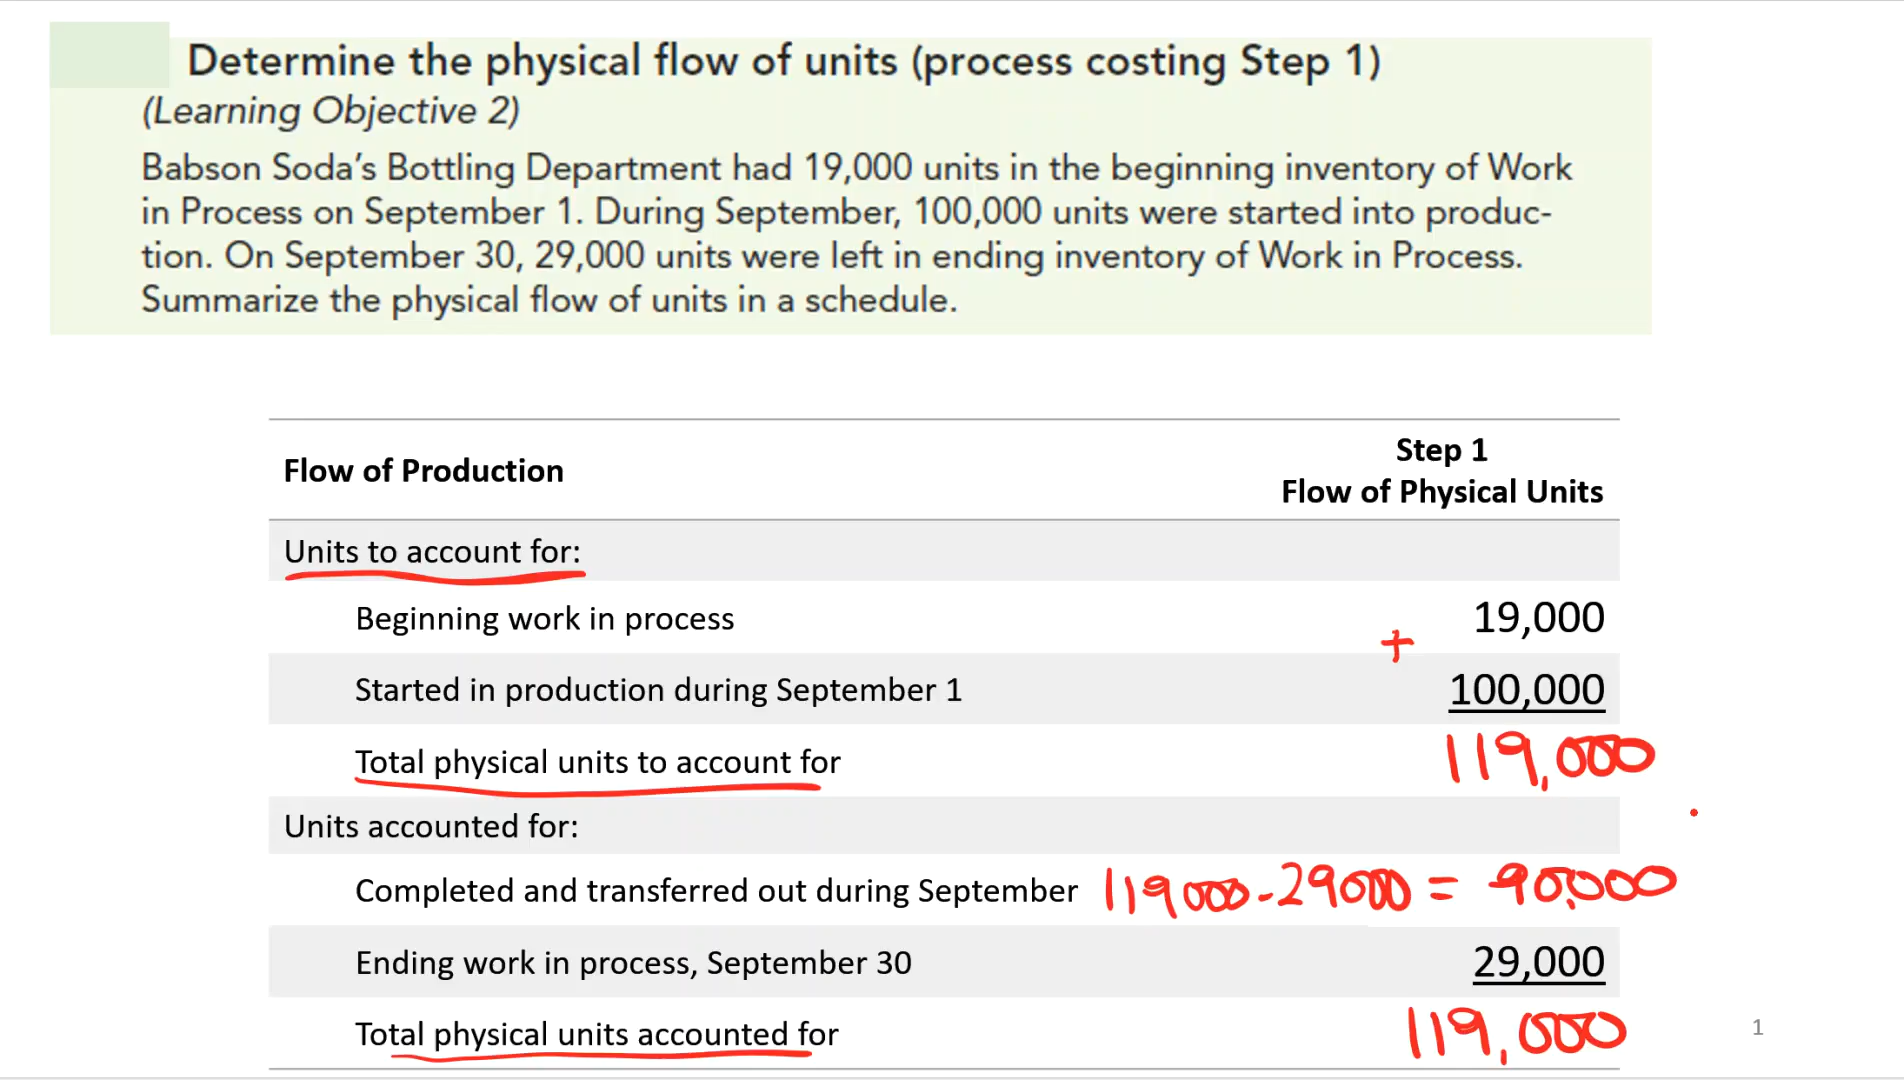 Determine the physical flow of units (process costing Step 1)
(Learning Objective 2)
Babson Soda's Bottling Department had 19,000 units in the beginning inventory of Work
in Process on September 1. During September, 100,000 units were started into produc-
tion. On September 30, 29,000 units were left in ending inventory of Work in Process.
Summarize the physical flow of units in a schedule.
Flow of Production
Step 1
Flow of Physical Units
Units to account for:
Beginning work in process 19,000
+
Started in production during September 1 100,000
Total physical units to account for 119,000
Units accounted for:
Completed and transferred out during September 119000 - 29000 = 90,000
Ending work in process, September 30 29,000
Total physical units accounted for 119,000
1